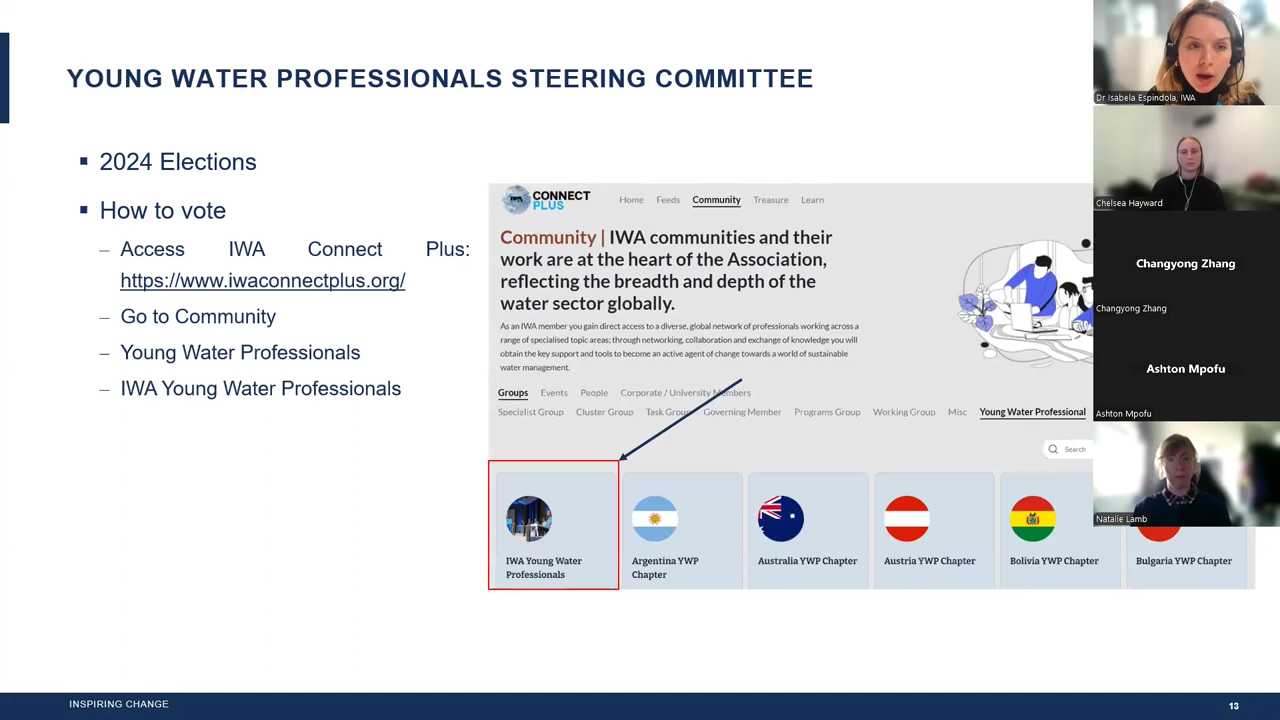 YOUNG WATER PROFESSIONALS STEERING COMMITTEE
2024 Elections
How to vote
– Access IWA Connect Plus:
https://www.iwaconnectplus.org/
– Go to Community
– Young Water Professionals
– IWA Young Water Professionals
CONNECT
PLUS
Home Feeds Community Treasure Learn
Community | IWA communities and their
work are at the heart of the Association,
reflecting the breadth and depth of the
water sector globally.
As an IWA member you gain direct access to a diverse, global network of professionals working across a
range of specialised topic areas; through networking, collaboration and exchange of knowledge you will
obtain the key support and tools to become an active agent of change towards a world of sustainable
water management.
Groups Events People Corporate / University Members
Specialist Group Cluster Group Task Group Governing Member Programs Group Working Group Misc Young Water Professional
Search
IWA Young Water
Professionals
Argentina YWP
Chapter
Australia YWP Chapter
Austria YWP Chapter
Bolivia YWP Chapter
Bulgaria YWP Chapter
Dr Isabela Espindola, IWA
Chelsea Hayward
Changyong Zhang
Changyong Zhang
Ashton Mpofu
Ashton Mpofu
Natalie Lamb
INSPIRING CHANGE
13